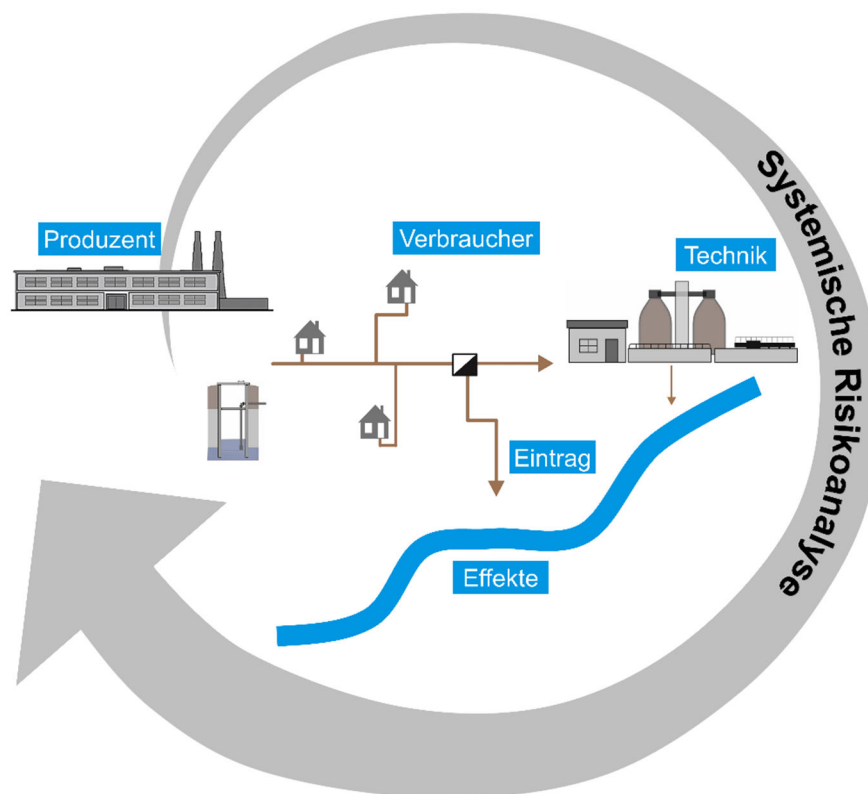 Produzent
Verbraucher
Technik
Eintrag
Effekte
Systemische Risikoanalyse